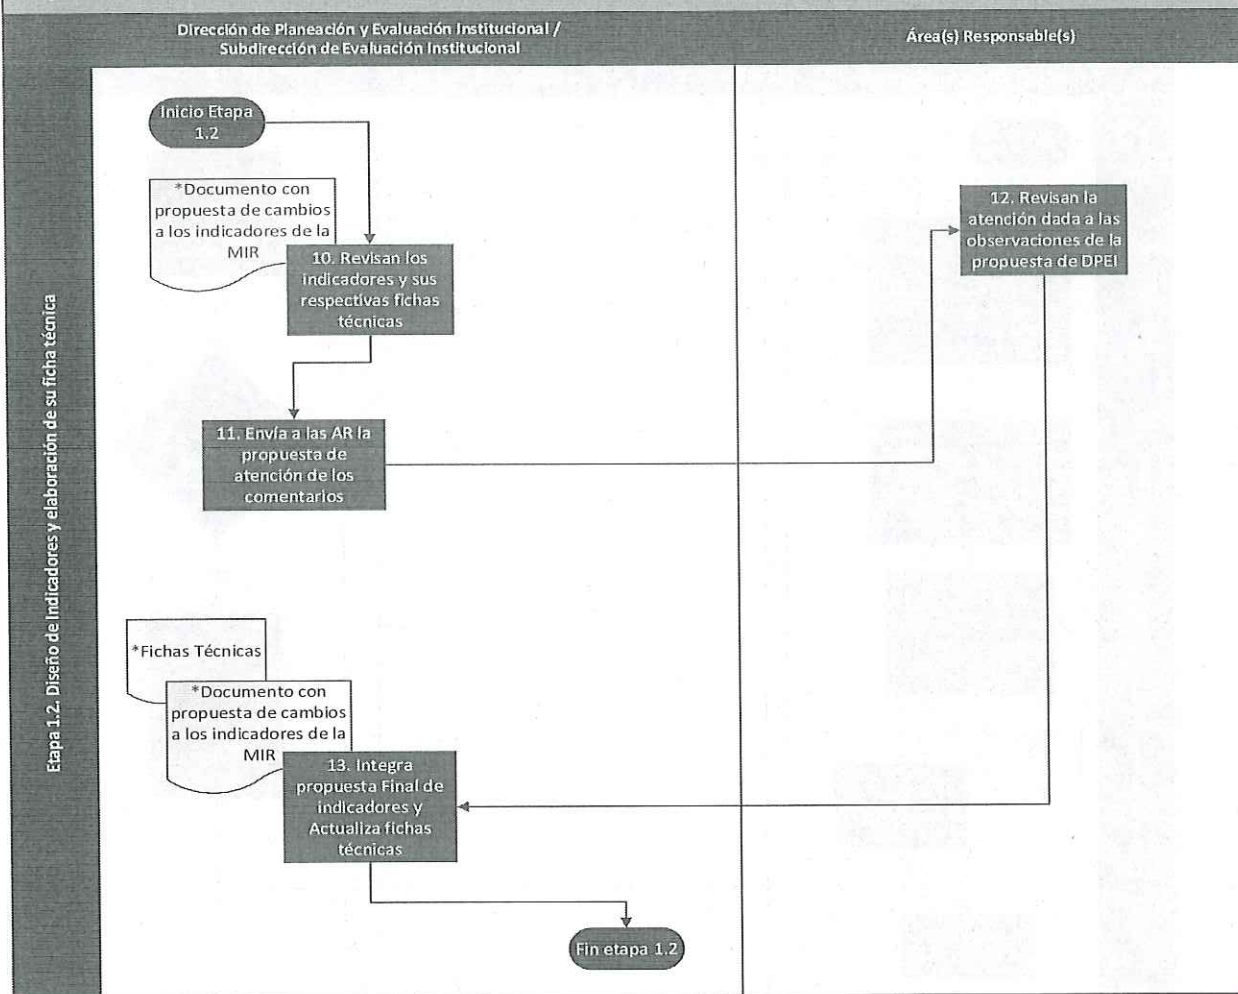 Dirección de Planeación y Evaluación Institucional /
Subdirección de Evaluación Institucional
Área(s) Responsable(s)
Etapa 1.2. Diseño de Indicadores y elaboración de su ficha técnica
Inicio Etapa
1.2
*Documento con
propuesta de cambios
a los indicadores de la
MIR
10. Revisan los
indicadores y sus
respectivas fichas
técnicas
11. Envía a las AR la
propuesta de
atención de los
comentarios
12. Revisan la
atención dada a las
observaciones de la
propuesta de DPEI
*Fichas Técnicas
*Documento con
propuesta de cambios
a los indicadores de la
MIR
13. Integra
propuesta Final de
indicadores y
Actualiza fichas
técnicas
Fin etapa 1.2